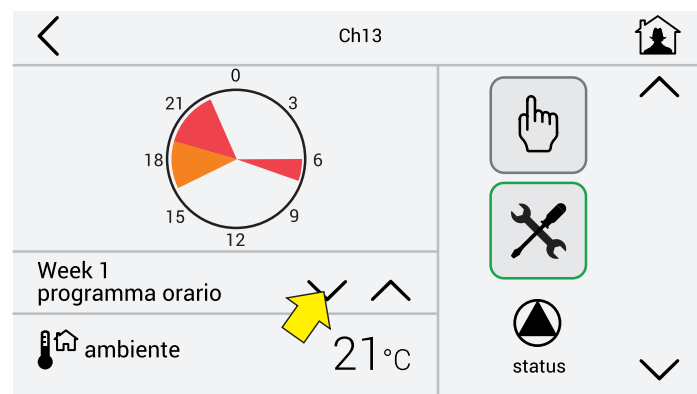 Ch13
0
3
6
9
12
15
18
21
Week 1
programma orario
ambiente
21°C
status